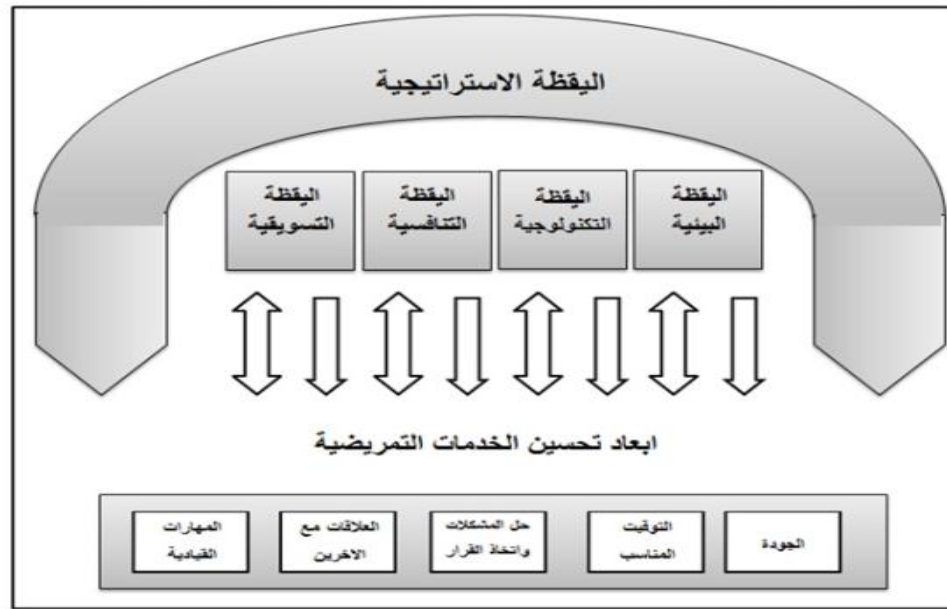 اليقظة الاستراتيجية
اليقظة
البيئية
اليقظة
التكنولوجية
اليقظة
التنافسية
اليقظة
التسويقية
ابعاد تحسين الخدمات التمريضية
الجودة
التوقيت
المناسب
حل المشكلات
واتخاذ القرار
العلاقات مع
الاخرين
المهارات
القيادية